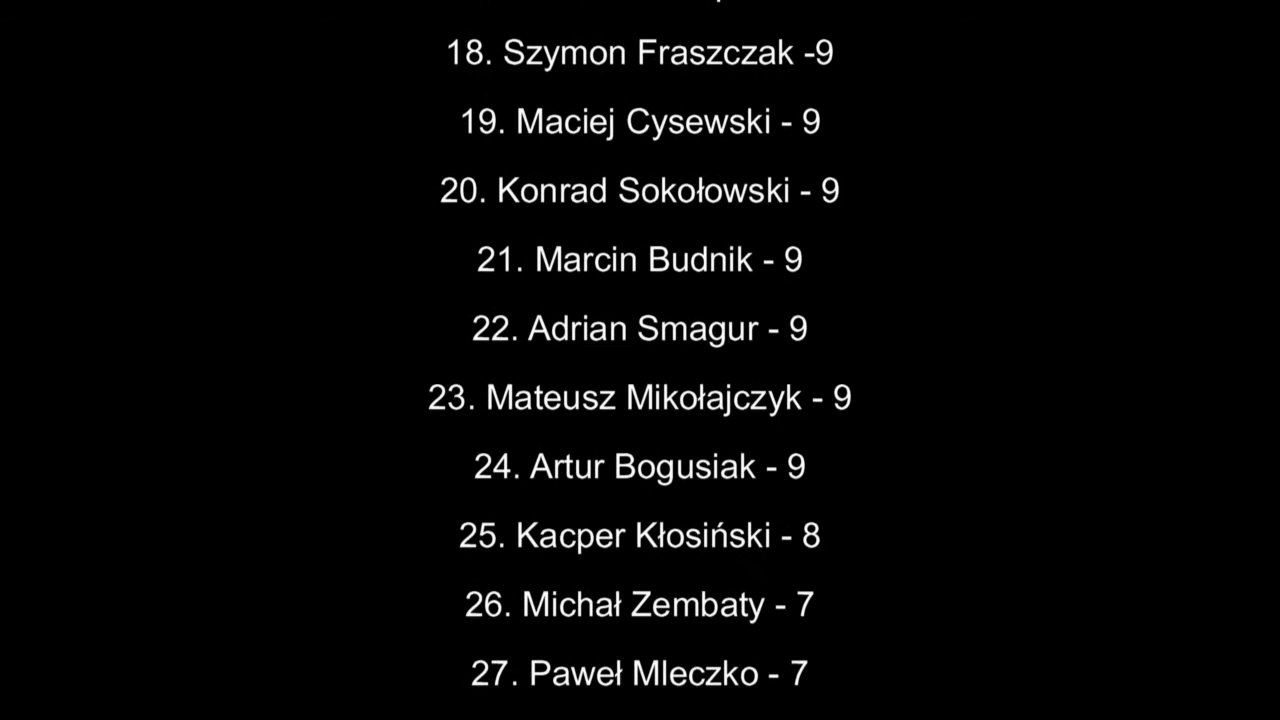 18. Szymon Fraszczak -9
19. Maciej Cysewski - 9
20. Konrad Sokołowski - 9
21. Marcin Budnik - 9
22. Adrian Smagur - 9
23. Mateusz Mikołajczyk - 9
24. Artur Bogusiak - 9
25. Kacper Kłosiński - 8
26. Michał Zembaty - 7
27. Paweł Mleczko - 7